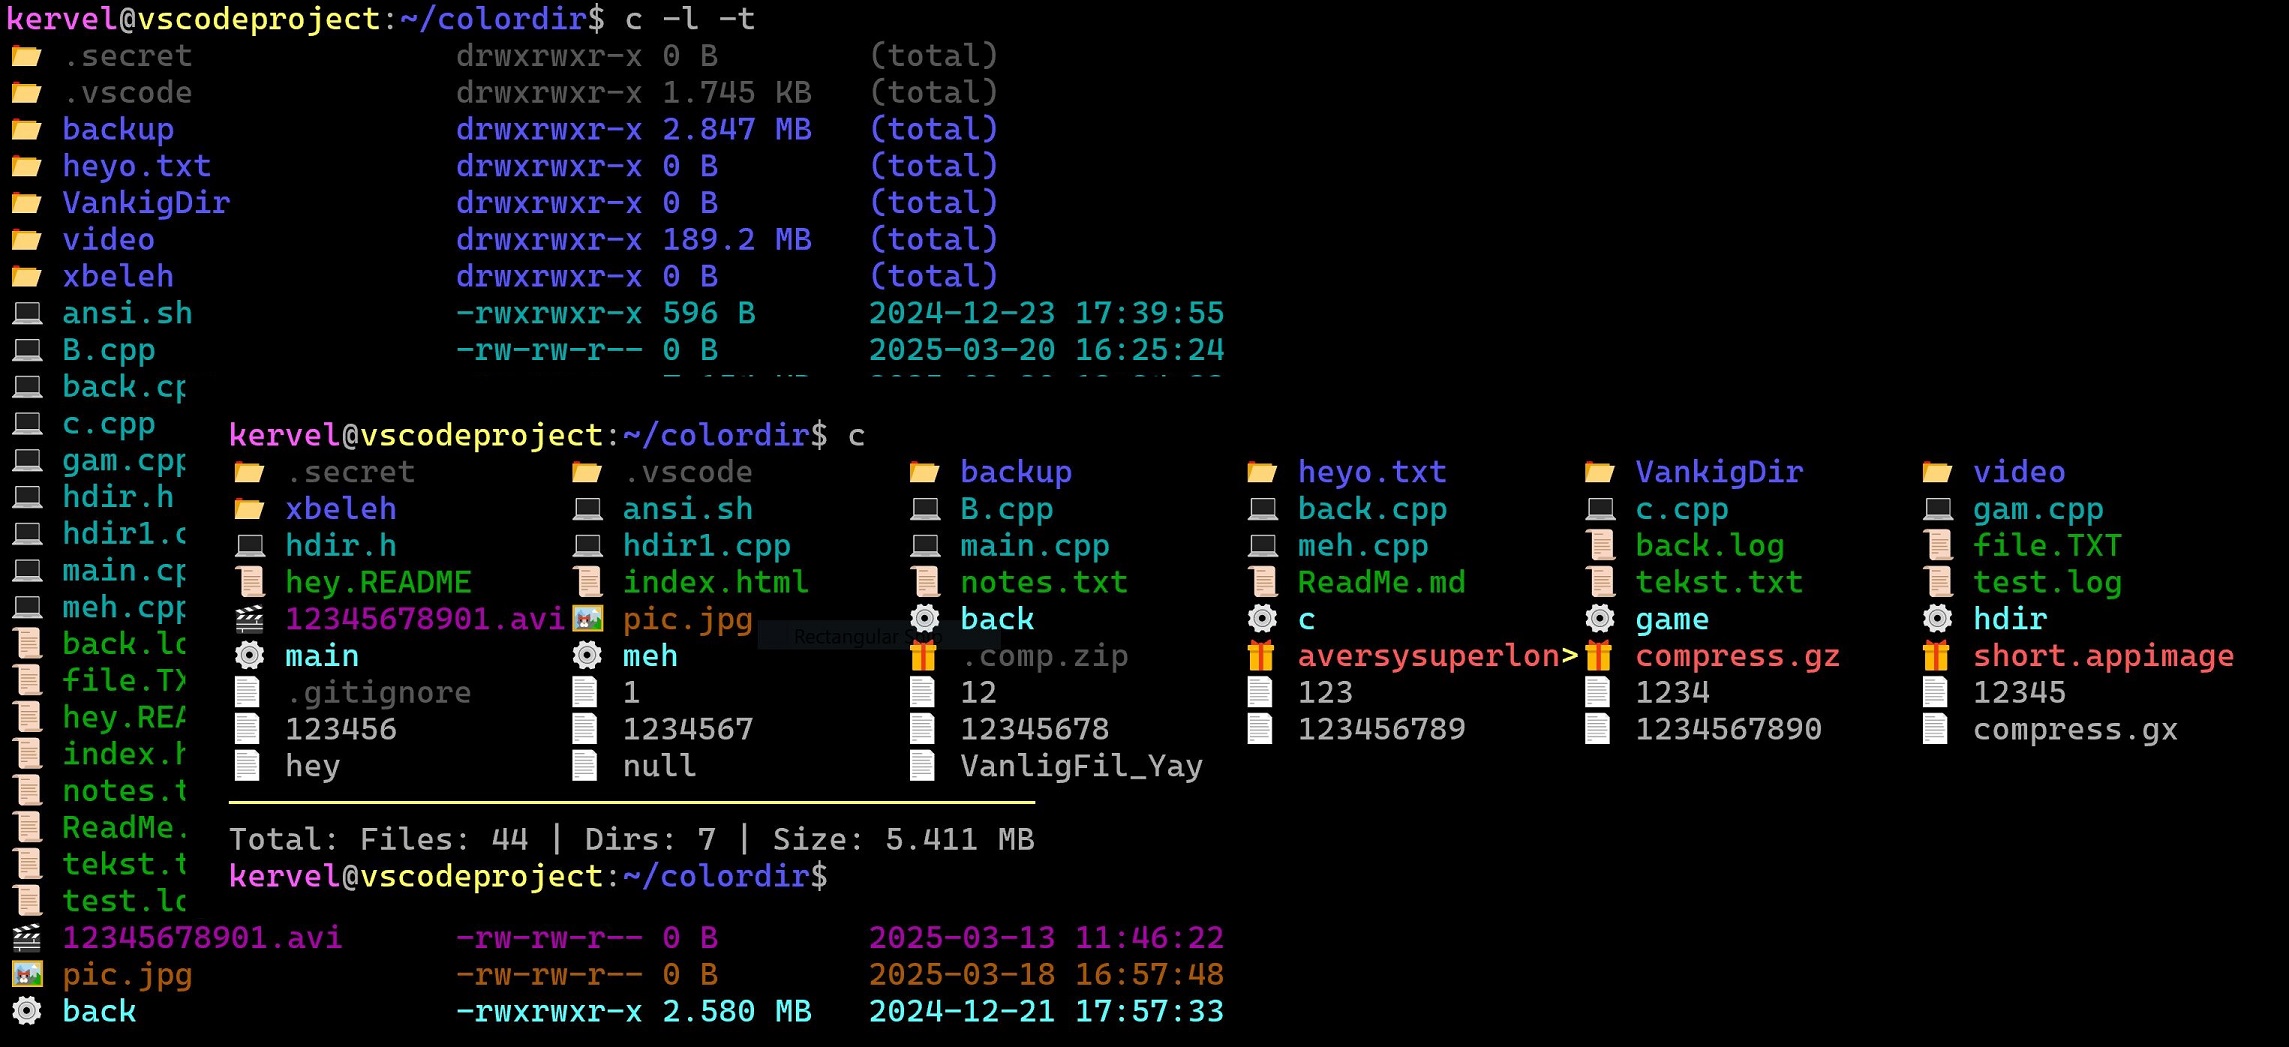 kervel@vscodeproject:~/colordir$ c -l -t
.secret drwxrwxr-x 0 B (total)
.vscode drwxrwxr-x 1.745 KB (total)
backup drwxrwxr-x 2.847 MB (total)
heyo.txt drwxrwxr-x 0 B (total)
VankigDir drwxrwxr-x 0 B (total)
video drwxrwxr-x 189.2 MB (total)
xbeleh drwxrwxr-x 0 B (total)
ansi.sh -rwxrwxr-x 596 B 2024-12-23 17:39:55
B.cpp -rw-rw-r-- 0 B 2025-03-20 16:25:24
back.cp
c.cpp
gam.cpp
hdir.h
hdir1.c
main.cp
meh.cpp
back.lo
file.TX
hey.REA
index.h
notes.t
ReadMe.
tekst.t
test.lo
kervel@vscodeproject:~/colordir$ c
.secret .vscode backup heyo.txt VankigDir video
xbeleh ansi.sh B.cpp back.cpp c.cpp gam.cpp
hdir.h hdir1.cpp main.cpp meh.cpp back.log file.TXT
hey.README index.html notes.txt ReadMe.md tekst.txt test.log
12345678901.avi pic.jpg back c game hdir
Rectangular
main meh .comp.zip aversysuperlon> compress.gz short.appimage
.gitignore 1 12 123 1234 12345
123456 1234567 12345678 123456789 1234567890 compress.gx
hey null VanligFil_Yay
Total: Files: 44 | Dirs: 7 | Size: 5.411 MB
kervel@vscodeproject:~/colordir$
12345678901.avi -rw-rw-r-- 0 B 2025-03-13 11:46:22
pic.jpg -rw-rw-r-- 0 B 2025-03-18 16:57:48
back -rwxrwxr-x 2.580 MB 2024-12-21 17:57:33